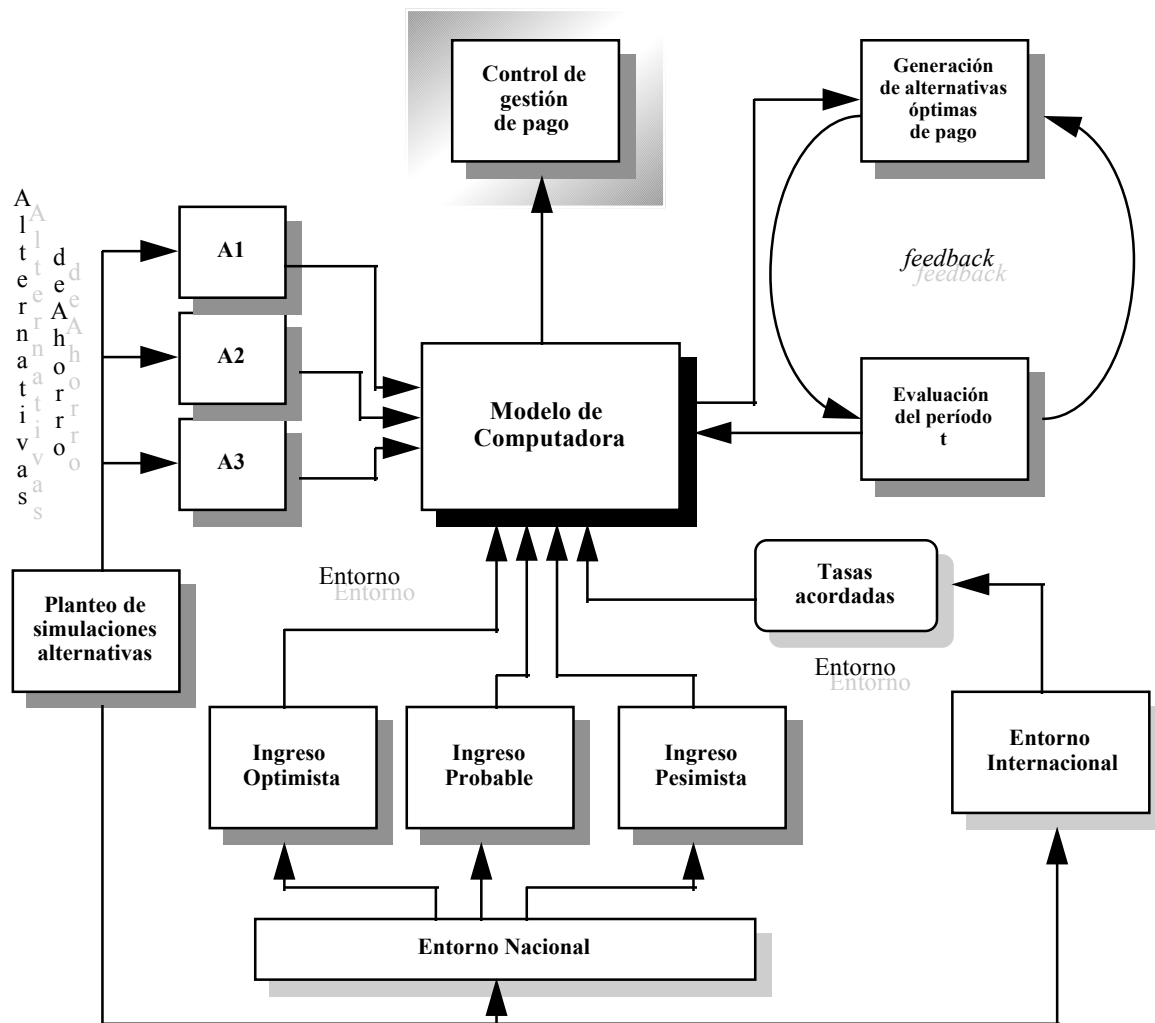 Control de
gestión
de pago
Generación
de alternativas
óptimas
de pago
Alternativas
de Ahorro
A1
A2
A3
feedback
Modelo de
Computadora
Evaluación
del período
t
Entorno
Tasas
acordadas
Planteo de
simulaciones
alternativas
Entorno
Ingreso
Optimista
Ingreso
Probable
Ingreso
Pesimista
Entorno
Internacional
Entorno Nacional